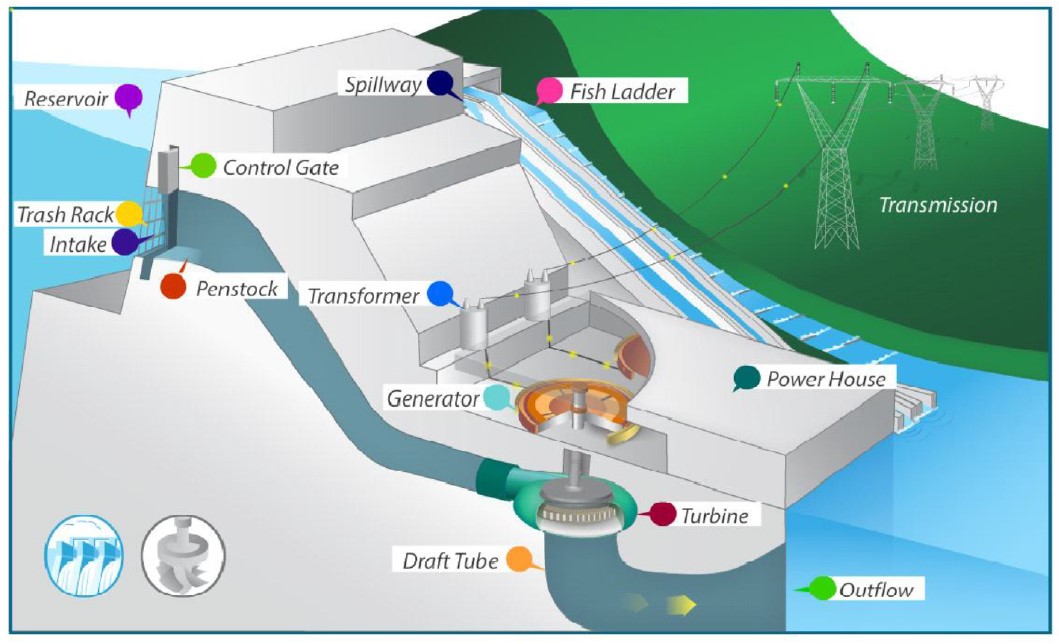 Spillway
Fish Ladder
Reservoir
Control Gate
Trash Rack
Transmission
Intake
Penstock
Transformer
Power House
Generator
Turbine
Draft Tube
Outflow